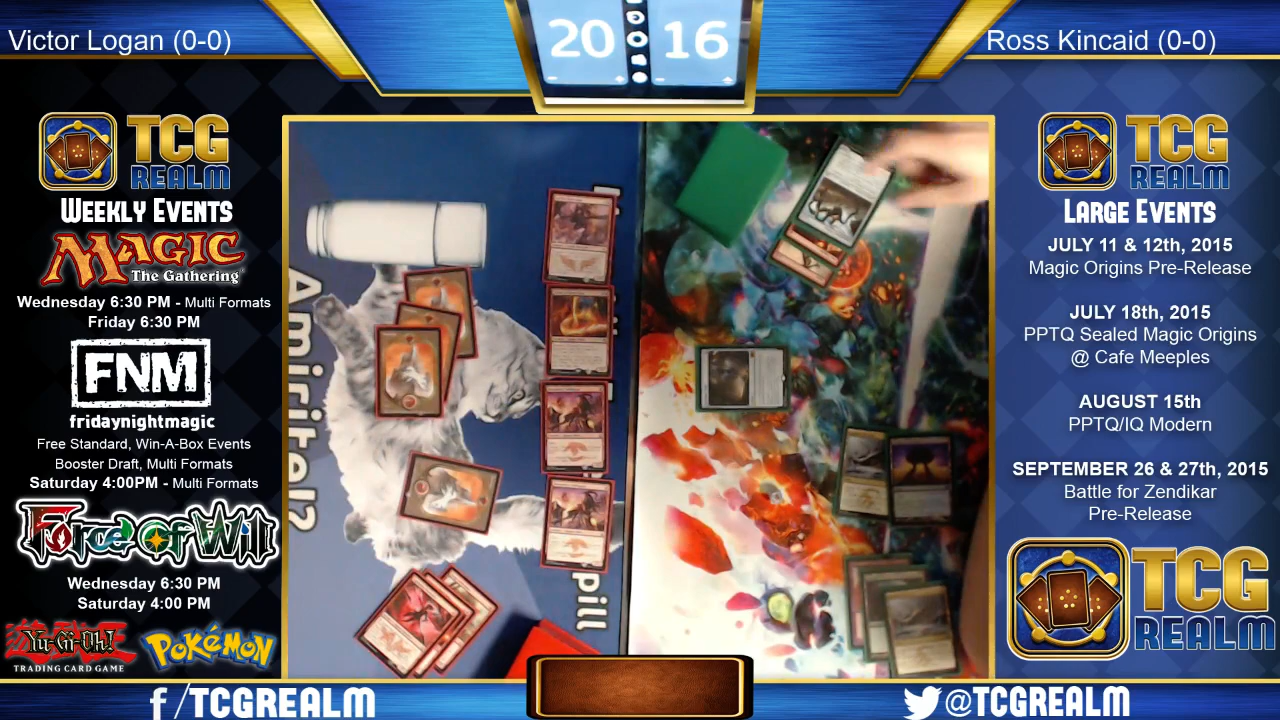 Victor Logan (0-0)
20 16
Ross Kincaid (0-0)
TCG
REALM
WEEKLY EVENTS
MAGIC
The Gathering
Wednesday 6:30 PM - Multi Formats
Friday 6:30 PM
FNM
fridaynightmagic
Free Standard, Win-A-Box Events
Booster Draft, Multi Formats
Saturday 4:00PM - Multi Formats
Force of Will
Wednesday 6:30 PM
Saturday 4:00 PM
Yu-Gi-Oh!
TRADING CARD GAME
POKéMON
Amirite?
pill
TCG
REALM
LARGE EVENTS
JULY 11 & 12th, 2015
Magic Origins Pre-Release
JULY 18th, 2015
PPTQ Sealed Magic Origins
@ Cafe Meeples
AUGUST 15th
PPTQ/IQ Modern
SEPTEMBER 26 & 27th, 2015
Battle for Zendikar
Pre-Release
TCG
REALM
f /TCGREALM
@TCGREALM